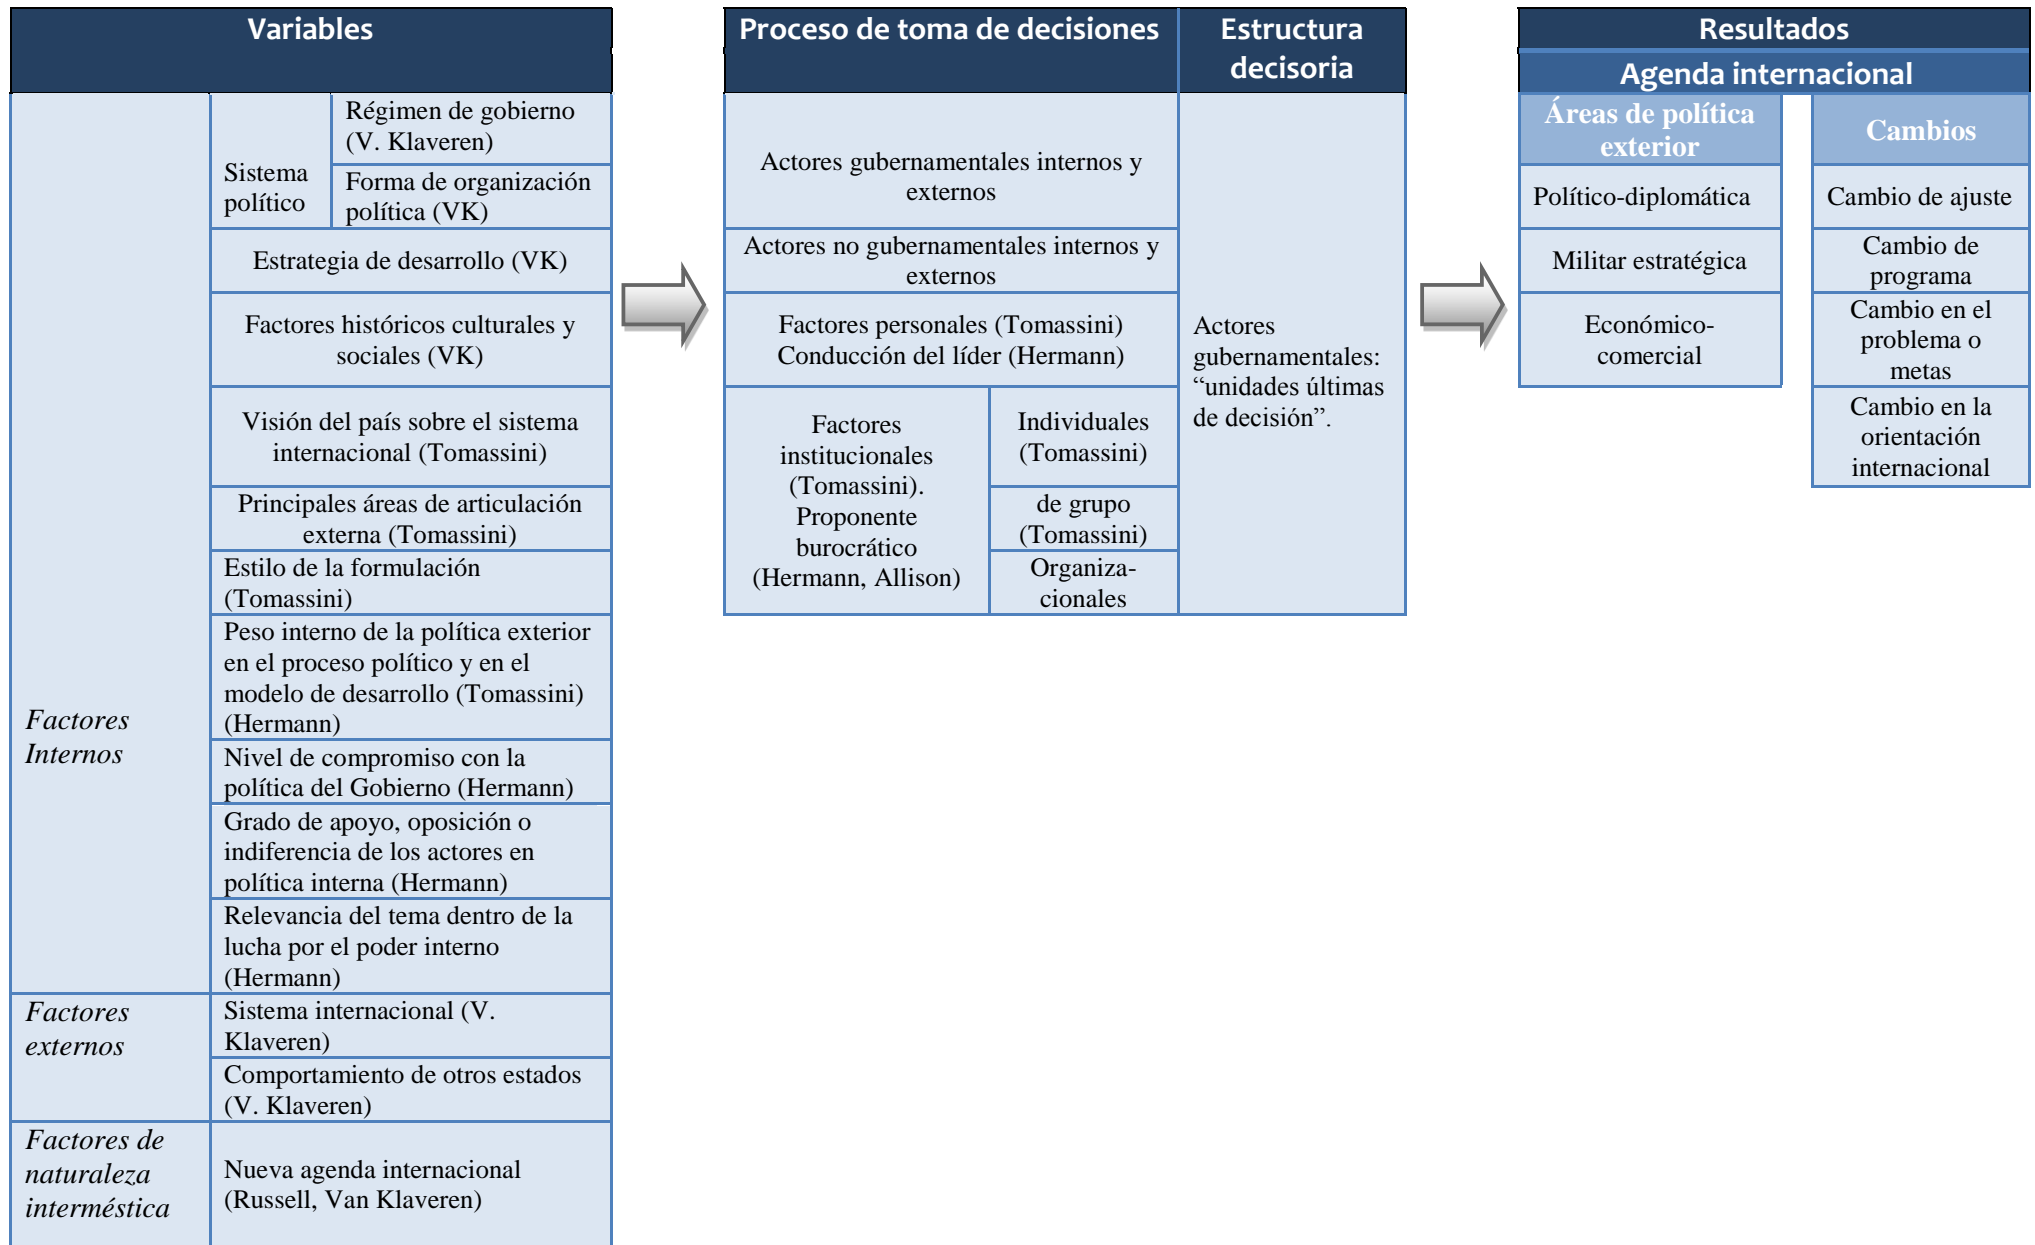 Variables
Régimen de gobierno
(V. Klaveren)
Sistema
político
Forma de organización
política (VK)
Estrategia de desarrollo (VK)
Factores históricos culturales y
sociales (VK)
Visión del país sobre el sistema
internacional (Tomassini)
Principales áreas de articulación
externa (Tomassini)
Estilo de la formulación
(Tomassini)
Peso interno de la política exterior
en el proceso político y en el
modelo de desarrollo (Tomassini)
(Hermann)
Factores
Internos
Nivel de compromiso con la
política del Gobierno (Hermann)
Grado de apoyo, oposición o
indiferencia de los actores en
política interna (Hermann)
Relevancia del tema dentro de la
lucha por el poder interno
(Hermann)
Factores
externos
Sistema internacional (V.
Klaveren)
Comportamiento de otros estados
(V. Klaveren)
Factores de
naturaleza
interméstica
Nueva agenda internacional
(Russell, Van Klaveren)
Proceso de toma de decisiones
Estructura
decisoria
Actores gubernamentales internos y
externos
Actores no gubernamentales internos y
externos
Factores personales (Tomassini)
Conducción del líder (Hermann)
Factores
institucionales
(Tomassini).
Proponente
burocrático
(Hermann, Allison)
Individuales
(Tomassini)
de grupo
(Tomassini)
Organiza-
cionales
Actores
gubernamentales:
“unidades últimas
de decisión”.
Resultados
Agenda internacional
Áreas de política
exterior
Político-diplomática
Militar estratégica
Económico-
comercial
Cambios
Cambio de ajuste
Cambio de
programa
Cambio en el
problema o
metas
Cambio en la
orientación
internacional